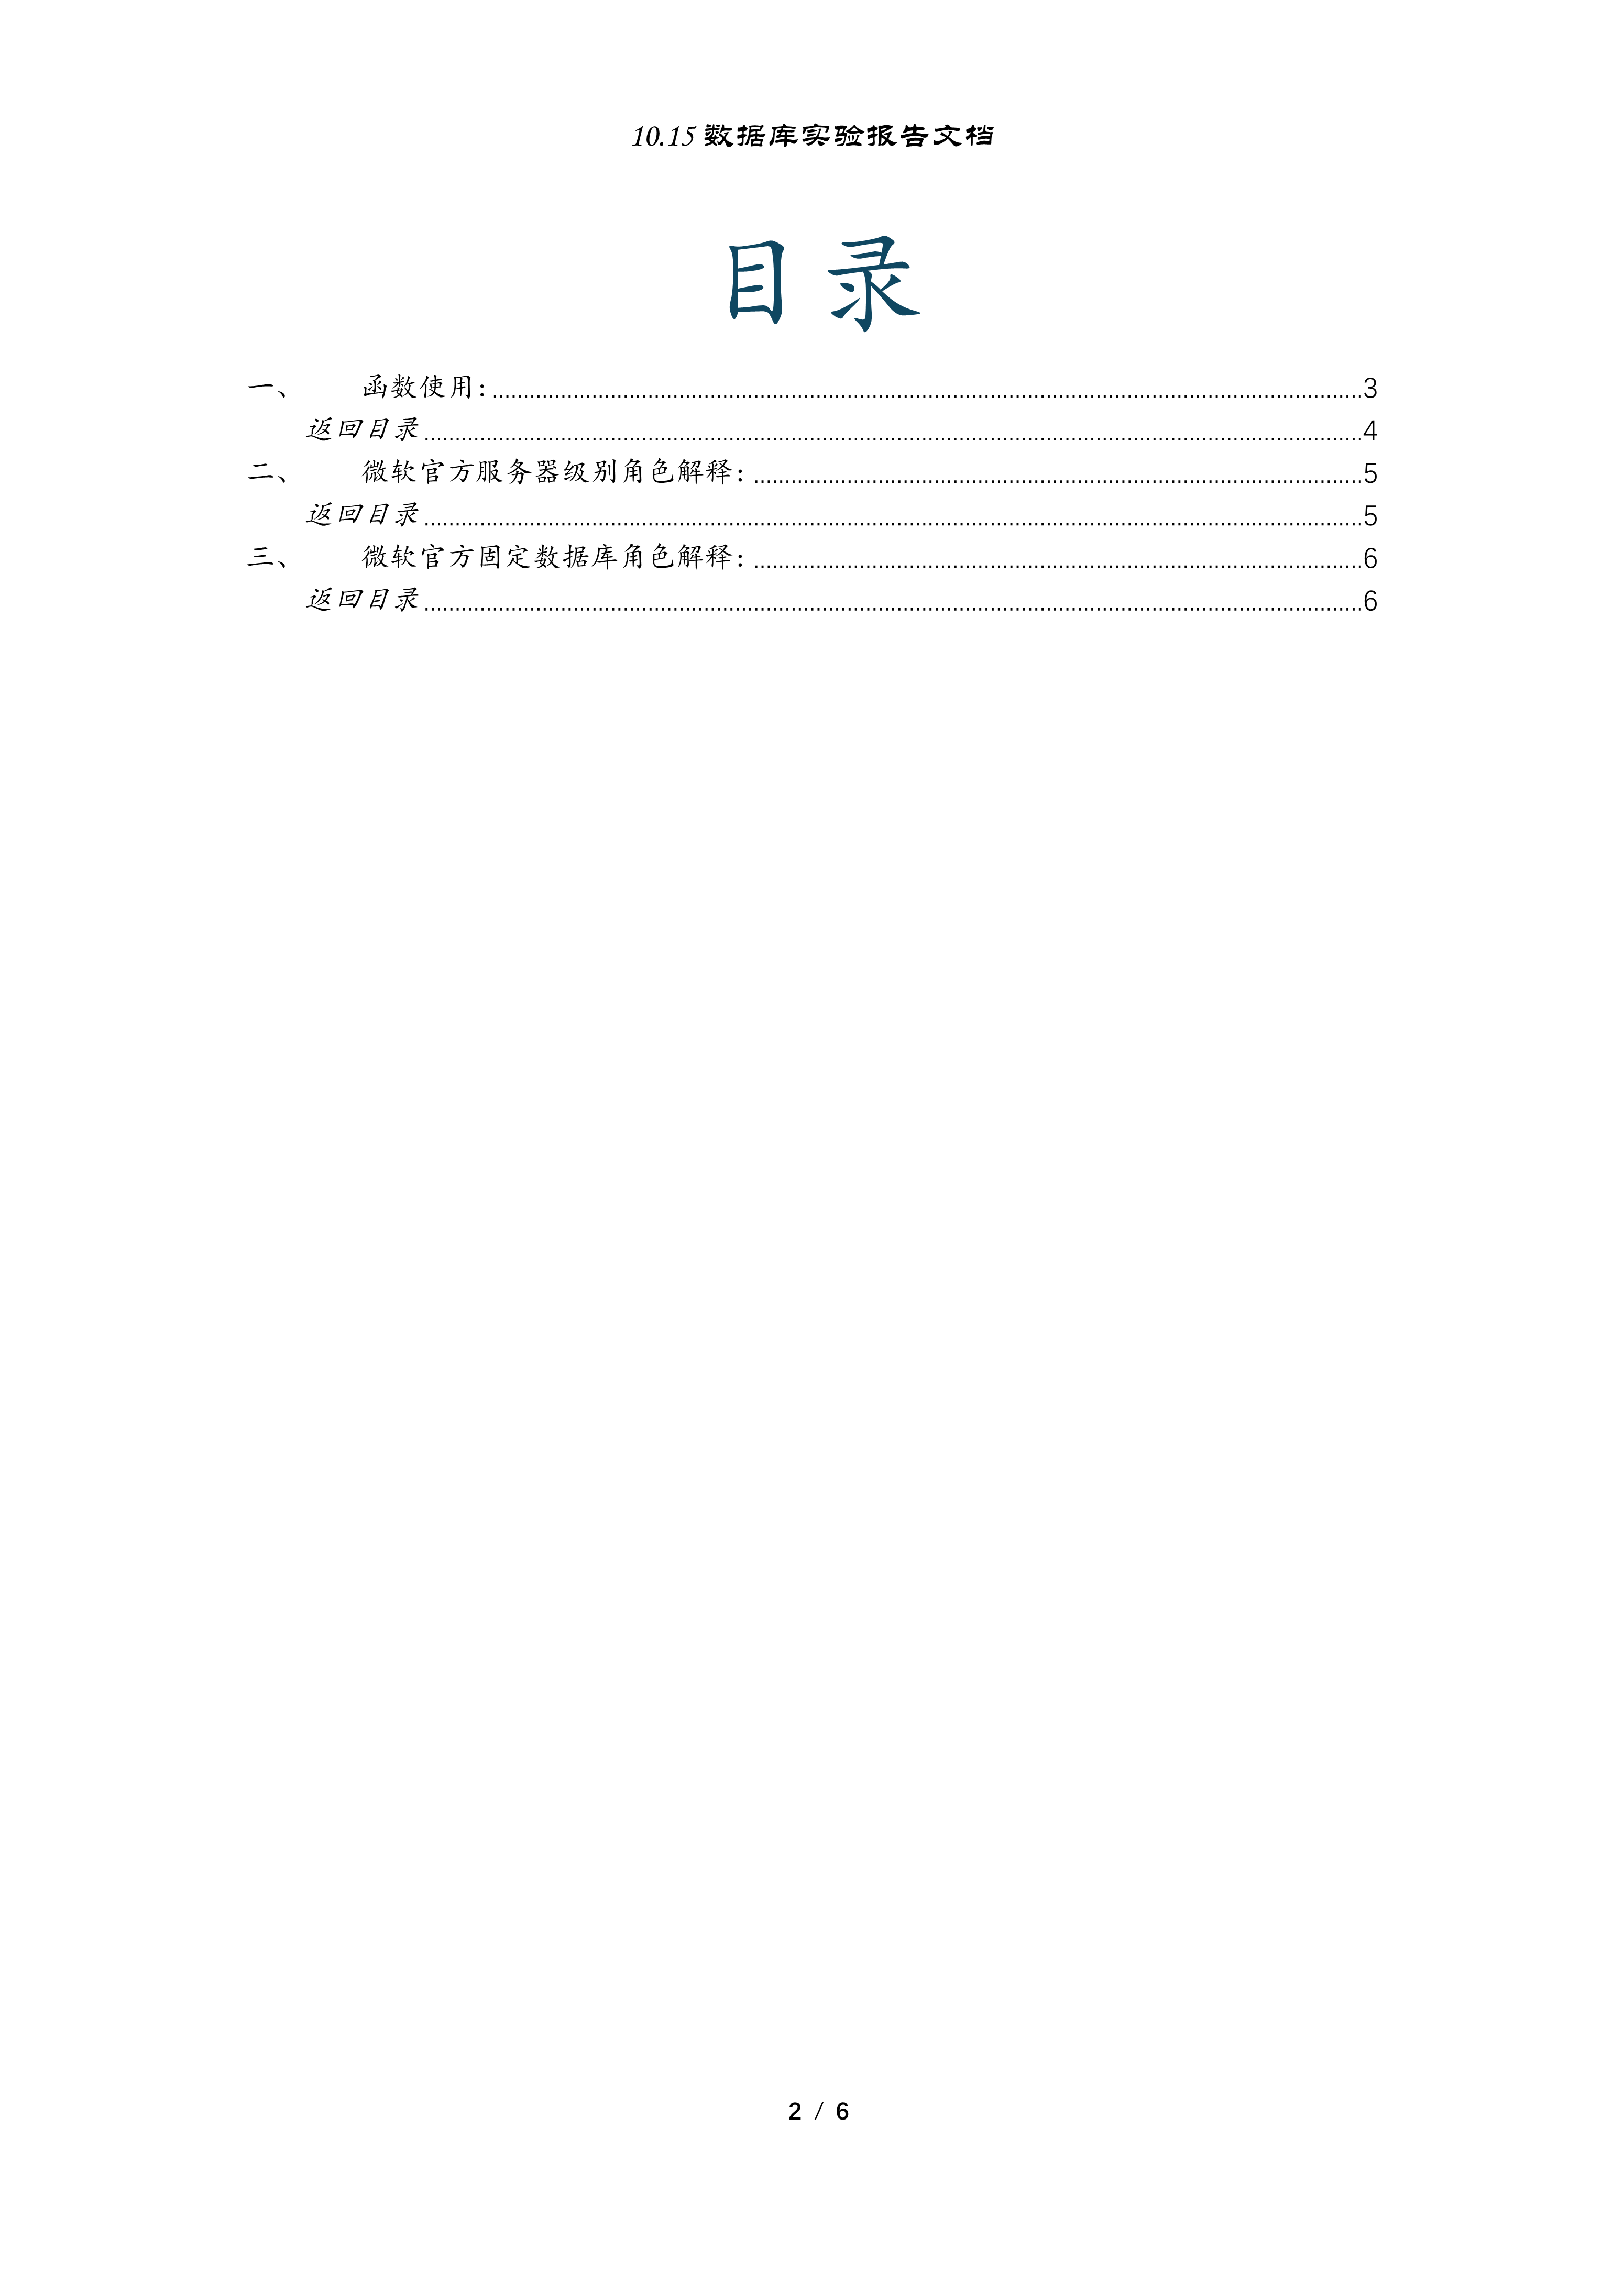 10.15 数据库实验报告文档
目录
一、 函数使用：........................3
返回目录........................4
二、 微软官方服务器级别角色解释：........................5
返回目录........................5
三、 微软官方固定数据库角色解释：........................6
返回目录........................6
2 / 6